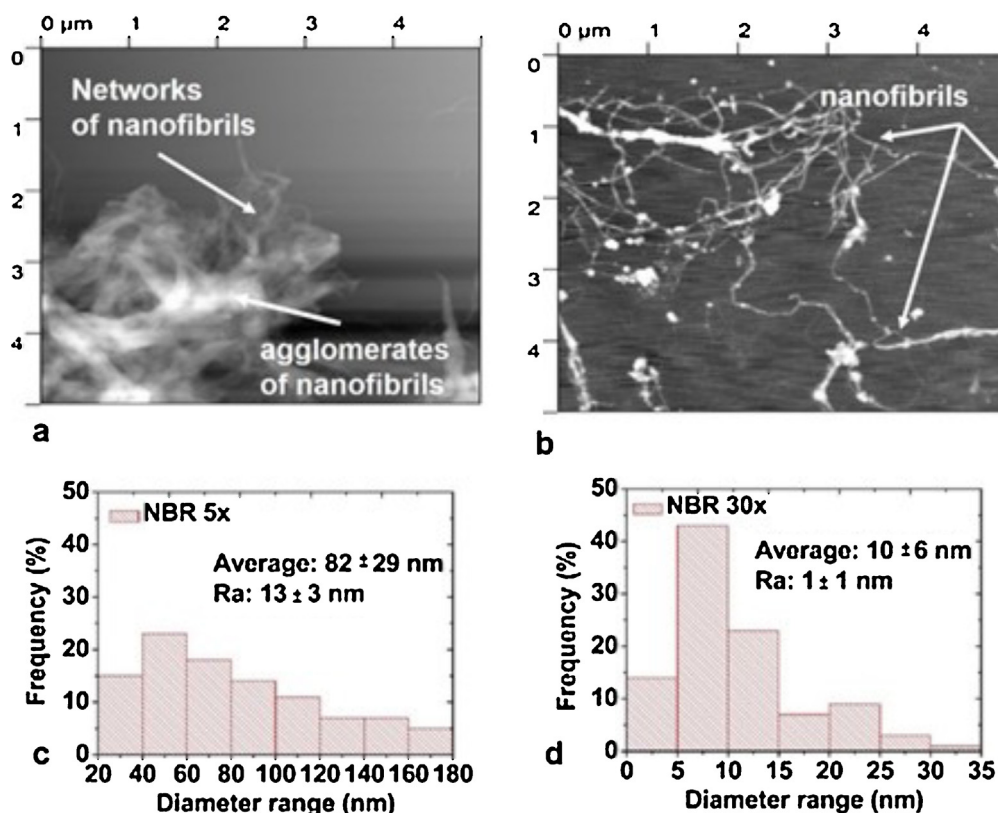 0 µm 1 2 3 4
0
1
2
3
4
Networks
of nanofibrils
agglomerates
of nanofibrils
a
0 µm 1 2 3 4
0
1
2
3
4
nanofibrils
b
50
40
30
20
10
0
Frequency (%)
NBR 5x
Average: 82 ± 29 nm
Ra: 13 ± 3 nm
20 40 60 80 100 120 140 160 180
Diameter range (nm)
c
50
40
30
20
10
0
Frequency (%)
NBR 30x
Average: 10 ± 6 nm
Ra: 1 ± 1 nm
0 5 10 15 20 25 30 35
Diameter range (nm)
d